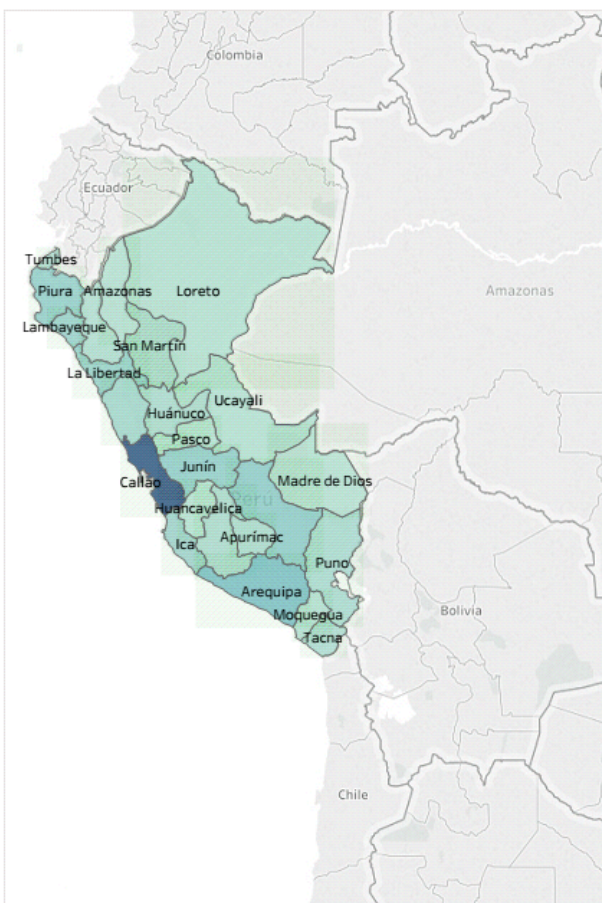 Colombia
Ecuador
Tumbes
Piura
Amazonas
Loreto
Amazonas
Lambayeque
San Martín
La Libertad
Ucayali
Huánuco
Pasco
Junín
Callao
Madre de Dios
Perú
Huancavelica
Apurímac
Ica
Puno
Arequipa
Bolivia
Moquegua
Tacna
Chile